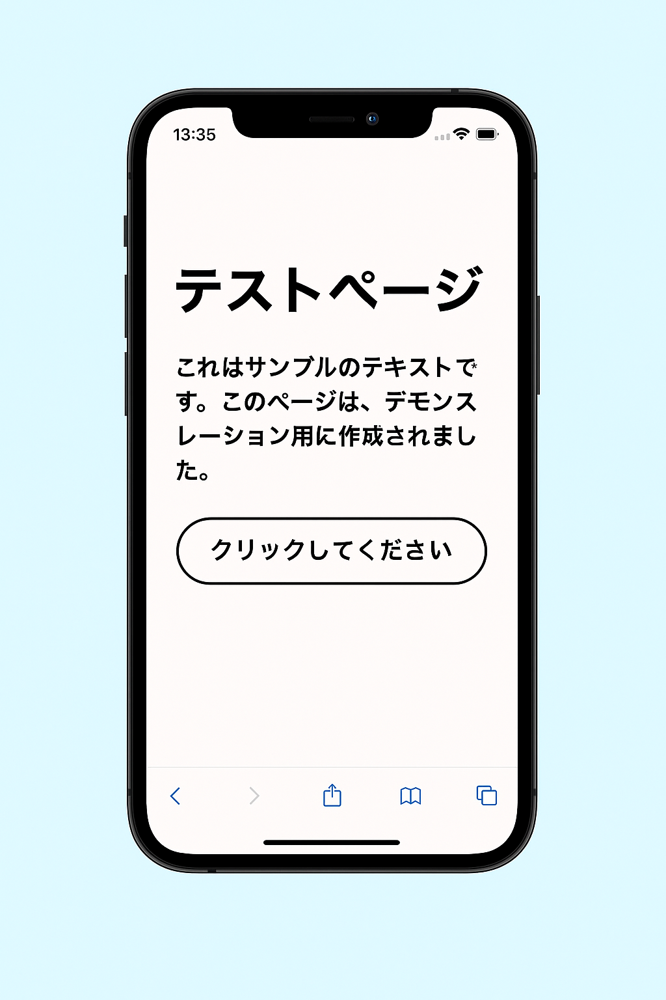 13:35
テストページ
これはサンブルのテキストで*
す。このページは、デモンス
レーション用に作成されまし
た。
クリックしてください